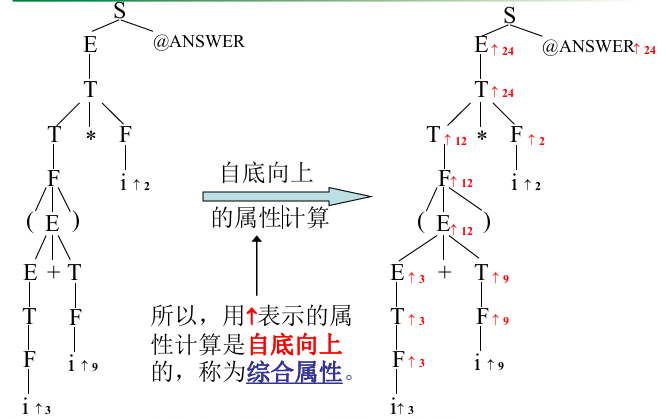 S
E
@ANSWER
T
T * F
F
i ↑2
( E )
E + T
T F
F i ↑9
i ↑3
自底向上
的属性计算
所以，用↑表示的属
性计算是自底向上
的，称为综合属性。
S
E ↑24
@ANSWER ↑24
T ↑24
T ↑12 * F ↑2
F ↑12
i ↑2
( E ↑12 )
E ↑3 + T ↑9
T ↑3 F ↑9
F ↑3 i ↑9
i ↑3